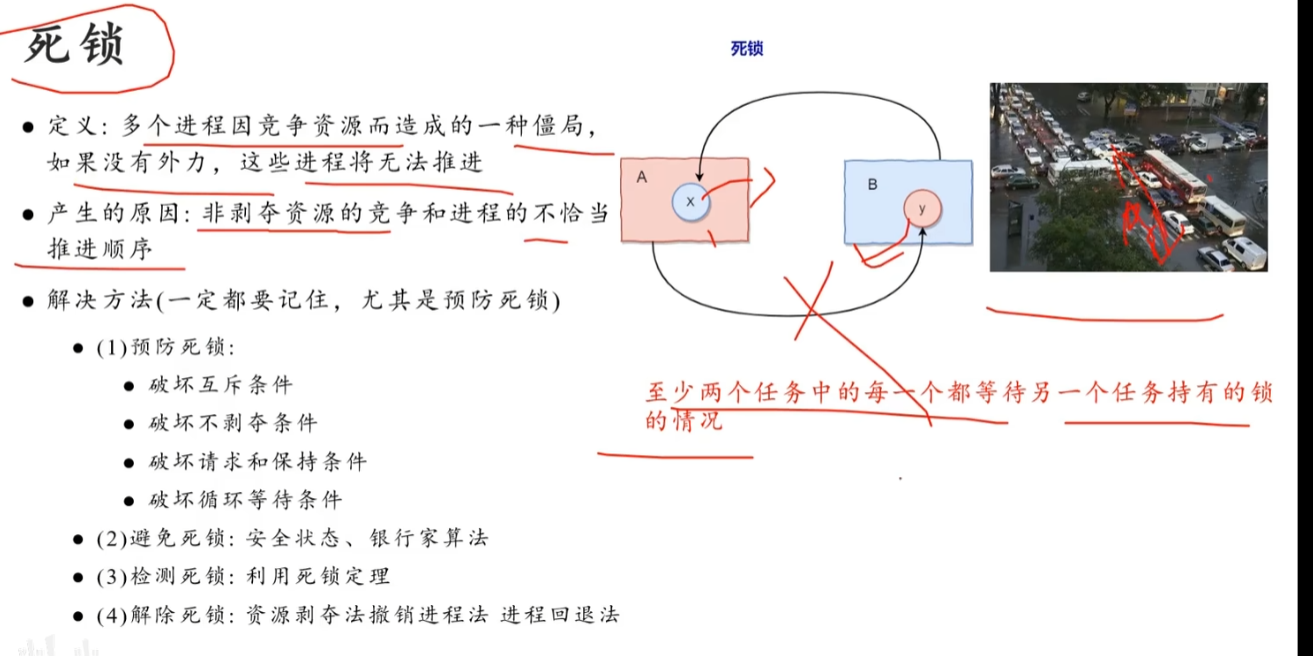 死锁
定义: 多个进程因竞争资源而造成的一种僵局,
如果没有外力, 这些进程将无法推进
产生的原因: 非剥夺资源的竞争和进程的不恰当
推进顺序
解决方法(一定都要记住, 尤其是预防死锁)
(1)预防死锁:
破坏互斥条件
破坏不剥夺条件
破坏请求和保持条件
破坏循环等待条件
(2)避免死锁: 安全状态、银行家算法
(3)检测死锁: 利用死锁定理
(4)解除死锁: 资源剥夺法撤销进程法 进程回退法
死锁
A
x
B
y
至少两个任务中的每一个都等待另一个任务持有的锁
的情况